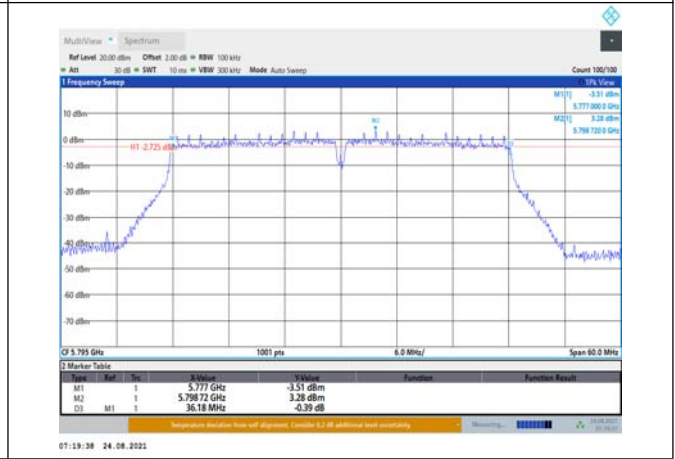 MultiView Spectrum
Ref Level 20.00 dBm Offset 2.00 dB RBW 100 kHz
Att 30 dB SWT 10 ms VBW 300 kHz Mode Auto Sweep Count 100/100
1 Frequency Sweep 1Pk View
M1[1] -3.51 dBm
5.777 000 0 GHz
M2[1] 3.28 dBm
5.798 720 0 GHz
10 dBm
M2
0 dBm
H1 -2.725 dBm
-10 dBm
-20 dBm
-30 dBm
-40 dBm
-50 dBm
-60 dBm
-70 dBm
CF 5.795 GHz 1001 pts 6.0 MHz/ Span 60.0 MHz
2 Marker Table
Type Ref Trc X-Value Y-Value Function Function Result
M1 1 5.777 GHz -3.51 dBm
M2 1 5.79872 GHz 3.28 dBm
D3 M1 1 36.18 MHz -0.39 dB
Temperature deviation from self alignment. Consider 0.2 dB additional level uncertainty.
Measuring... 24.08.2021
07:19:38 24.08.2021